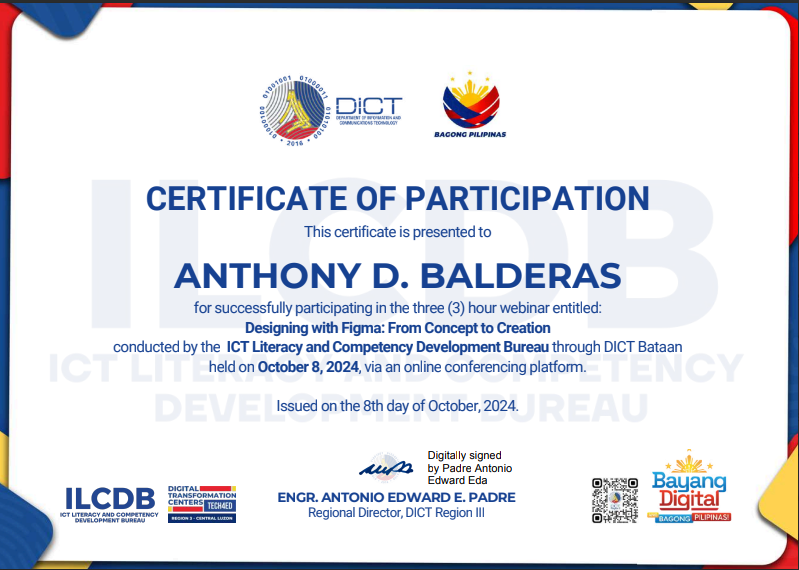 01000100 01001001 01000011 01010100
• 2016 •
DICT
DEPARTMENT OF INFORMATION AND
COMMUNICATIONS TECHNOLOGY
BAGONG PILIPINAS
ILCDB
ICT LITERACY AND COMPETENCY
DEVELOPMENT BUREAU
CERTIFICATE OF PARTICIPATION
This certificate is presented to
ANTHONY D. BALDERAS
for successfully participating in the three (3) hour webinar entitled:
Designing with Figma: From Concept to Creation
conducted by the ICT Literacy and Competency Development Bureau through DICT Bataan
held on October 8, 2024, via an online conferencing platform.
Issued on the 8th day of October, 2024.
Digitally signed
by Padre Antonio
Edward Eda
ENGR. ANTONIO EDWARD E. PADRE
Regional Director, DICT Region III
ILCDB
ICT LITERACY AND COMPETENCY
DEVELOPMENT BUREAU
DIGITAL
TRANSFORMATION
CENTERS TECH4ED
REGION 3 - CENTRAL LUZON
Bayang
Digital
BAGONG PILIPINAS!